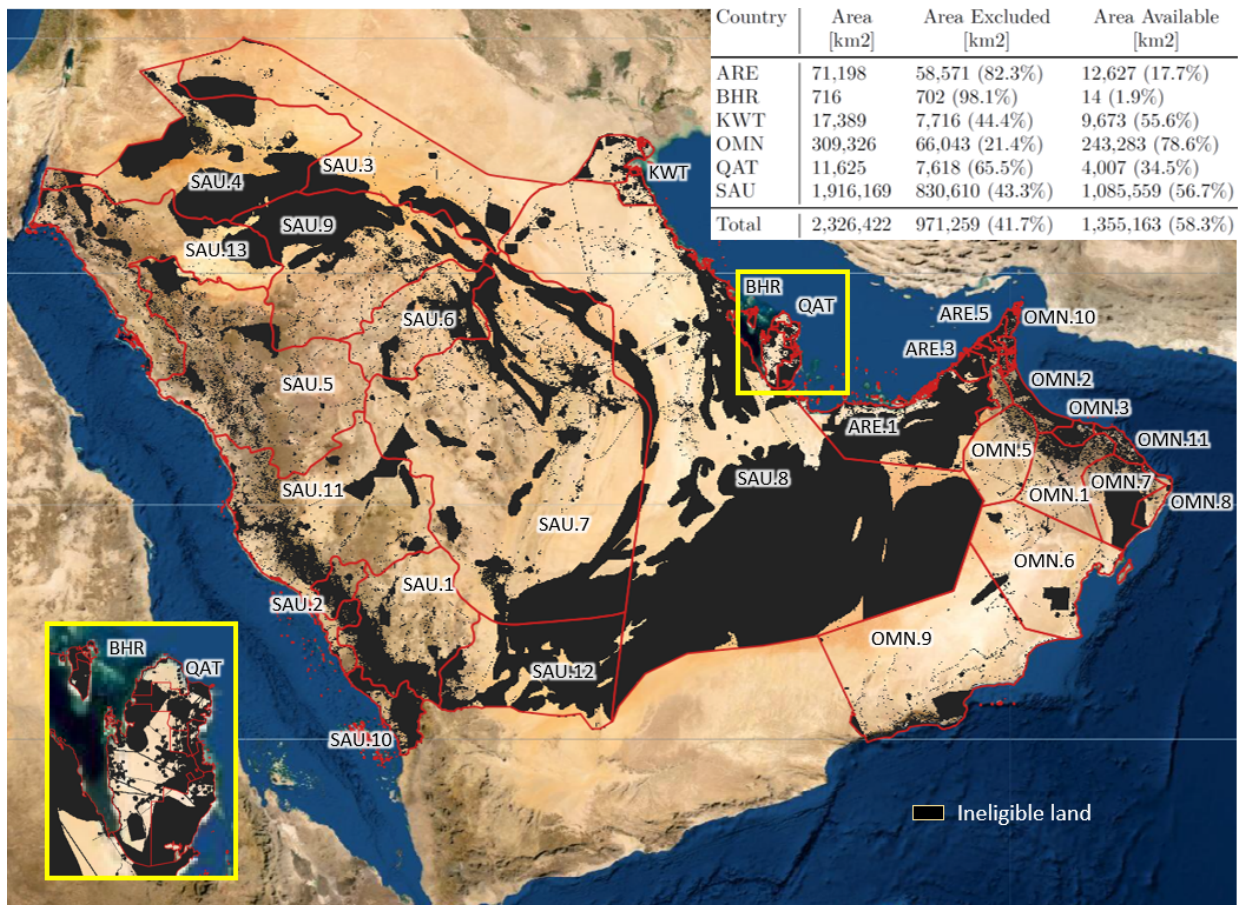 Country Area Area Excluded Area Available
[km2] [km2] [km2]
ARE 71,198 58,571 (82.3%) 12,627 (17.7%)
BHR 716 702 (98.1%) 14 (1.9%)
KWT 17,389 7,716 (44.4%) 9,673 (55.6%)
OMN 309,326 66,043 (21.4%) 243,283 (78.6%)
QAT 11,625 7,618 (65.5%) 4,007 (34.5%)
SAU 1,916,169 830,610 (43.3%) 1,085,559 (56.7%)
Total 2,326,422 971,259 (41.7%) 1,355,163 (58.3%)
SAU.3
KWT
SAU.4
SAU.9
SAU.13
BHR
QAT
SAU.6
ARE.5
OMN.10
ARE.3
SAU.5
OMN.2
OMN.3
ARE.1
OMN.11
OMN.5
SAU.8
OMN.7
SAU.11
OMN.1
OMN.8
SAU.7
OMN.6
SAU.1
SAU.2
OMN.9
BHR
QAT
SAU.12
SAU.10
Ineligible land